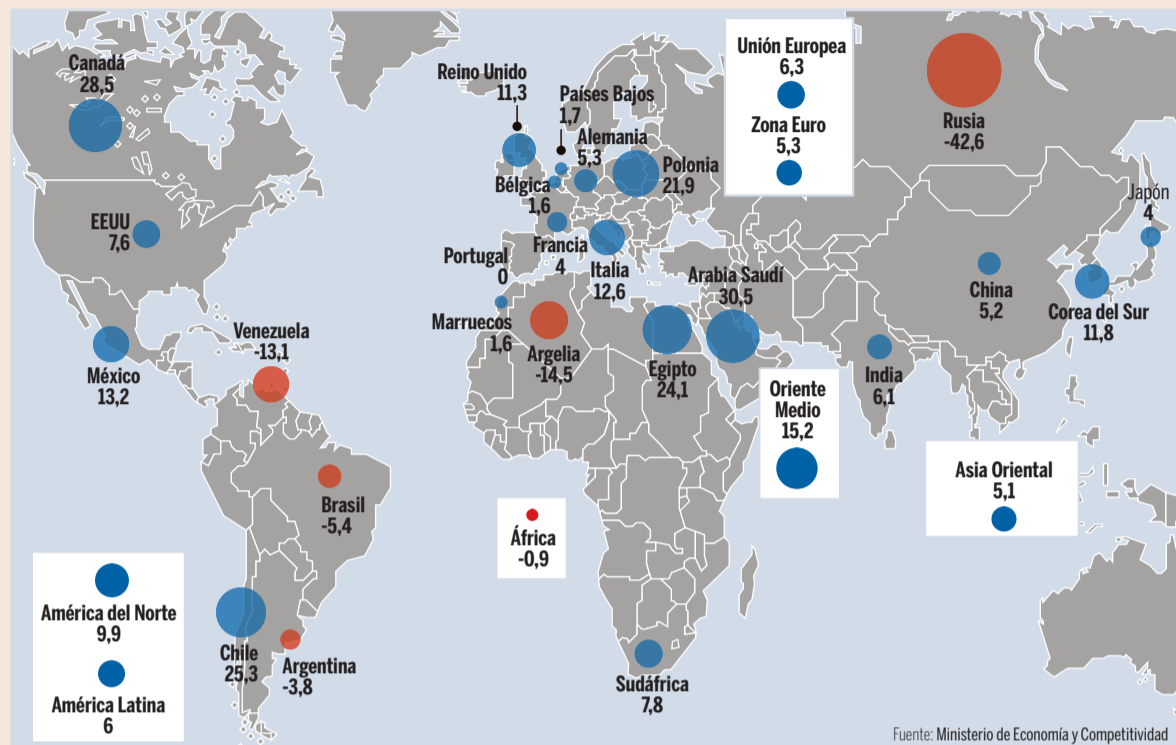 Canadá
28,5
EEUU
7,6
México
13,2
Venezuela
-13,1
Brasil
-5,4
Chile
25,3
Argentina
-3,8
América del Norte
9,9
América Latina
6
Reino Unido
11,3
Países Bajos
1,7
Alemania
5,3
Polonia
21,9
Bélgica
1,6
Francia
4
Italia
12,6
Portugal
0
Marruecos
1,6
Argelia
-14,5
Egipto
24,1
Arabia Saudí
30,5
Oriente
Medio
15,2
África
-0,9
Sudáfrica
7,8
Unión Europea
6,3
Zona Euro
5,3
Rusia
-42,6
Japón
4
China
5,2
Corea del Sur
11,8
India
6,1
Asia Oriental
5,1
Fuente: Ministerio de Economía y Competitividad